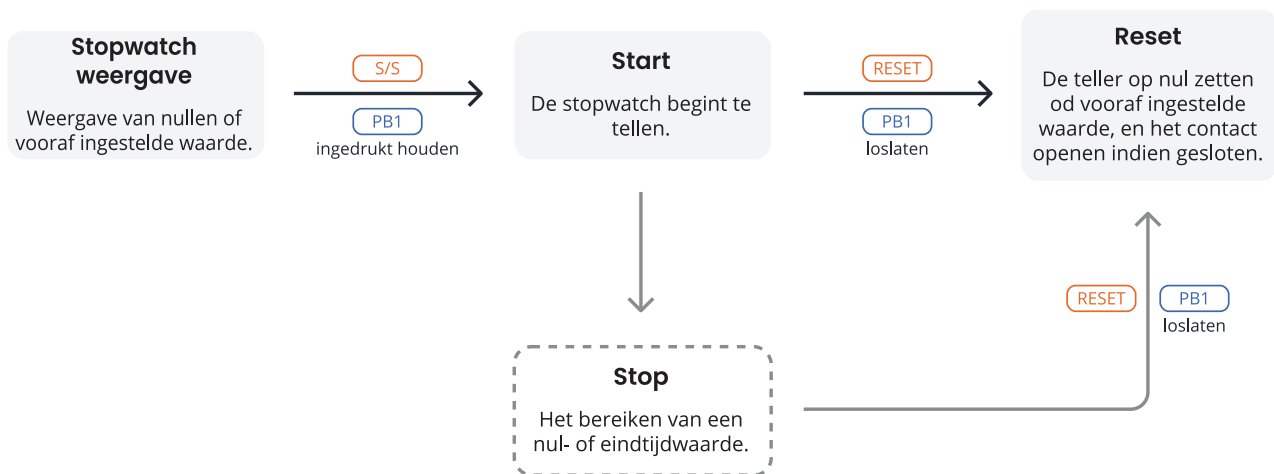 Stopwatch
weergave
Weergave van nullen of
vooraf ingestelde waarde.
S/S
PB1
ingedrukt houden
Start
De stopwatch begint te
tellen.
RESET
PB1
loslaten
Reset
De teller op nul zetten
od vooraf ingestelde
waarde, en het contact
openen indien gesloten.
RESET
PB1
loslaten
Stop
Het bereiken van een
nul- of eindtijdwaarde.